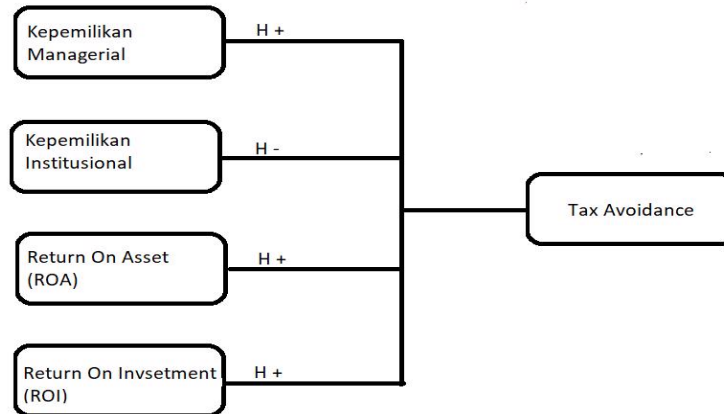 Kepemilikan
Managerial
H +
Kepemilikan
Institusional
H -
Tax Avoidance
Return On Asset
(ROA)
H +
Return On Invsetment
(ROI)
H +